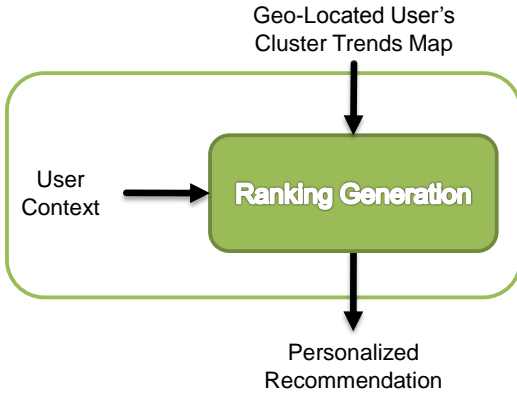 Geo-Located User's
Cluster Trends Map
User
Context
Ranking Generation
Personalized
Recommendation